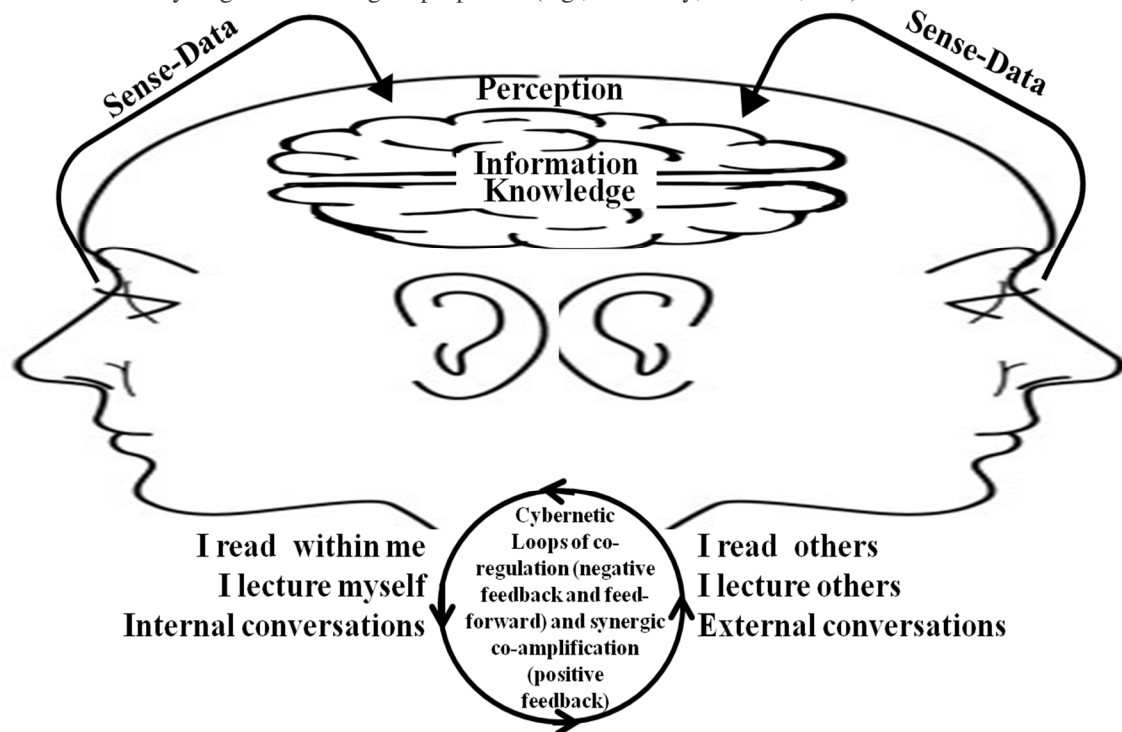 Sense-Data
Sense-Data
Perception
Information
Knowledge
Cybernetic
Loops of co-
regulation (negative
feedback and feed-
forward) and synergic
co-amplification
(positive
feedback)
I read within me
I lecture myself
Internal conversations
I read others
I lecture others
External conversations